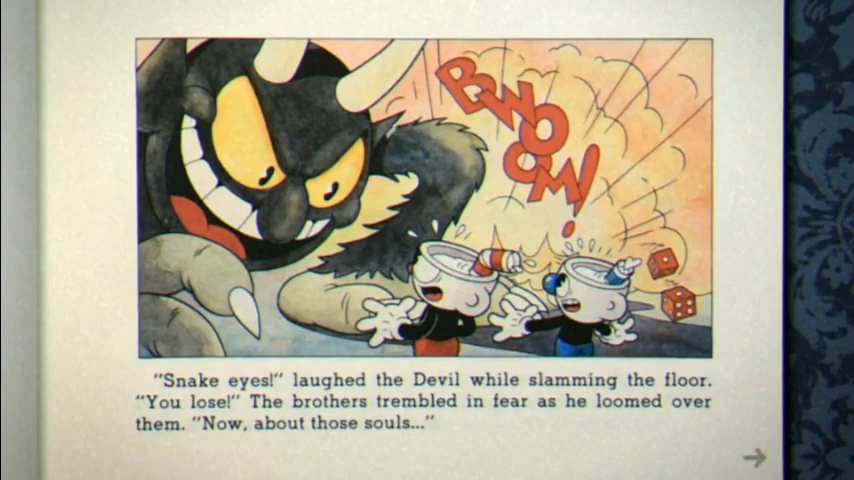 BWOOM!
"Snake eyes!" laughed the Devil while slamming the floor.
"You lose!" The brothers trembled in fear as he loomed over
them. "Now, about those souls..."